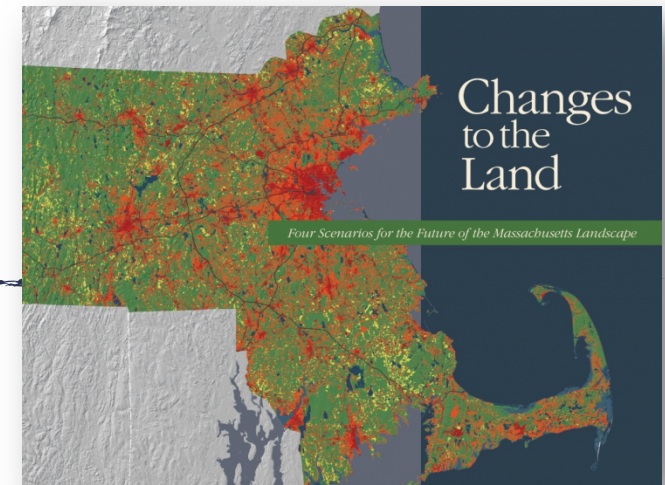 Changes
to the
Land
Four Scenarios for the Future of the Massachusetts Landscape